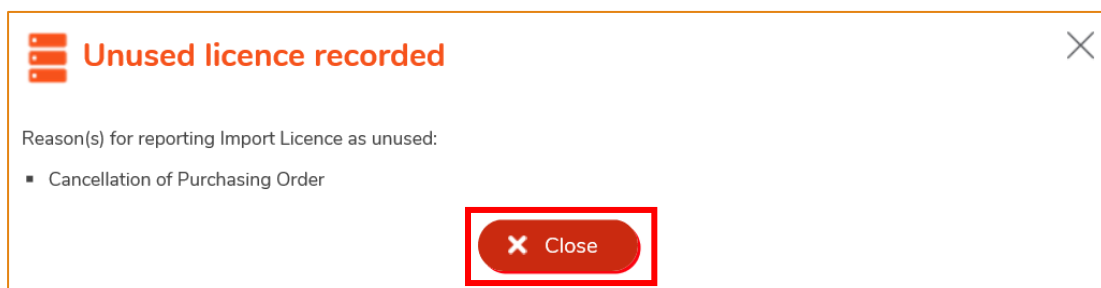 Unused licence recorded
Reason(s) for reporting Import Licence as unused:
▪ Cancellation of Purchasing Order
Close